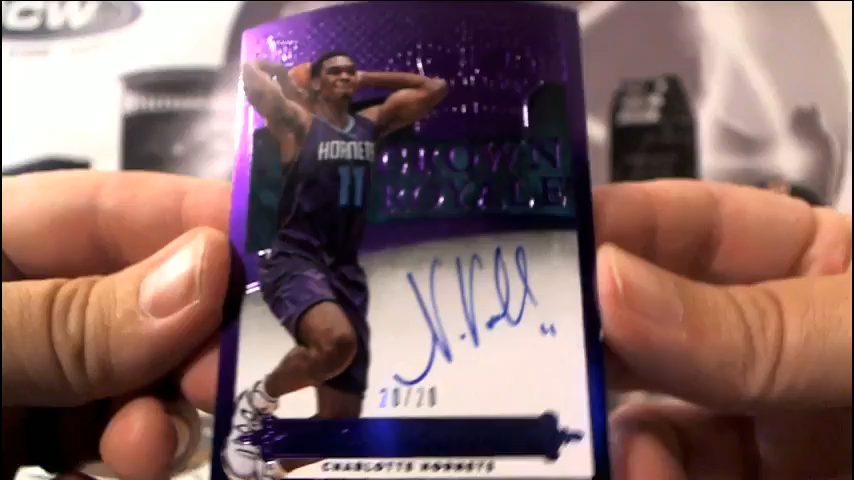 CW
HORNETS
11
CROWN
ROYALE
20/20
CHARLOTTE HORNETS